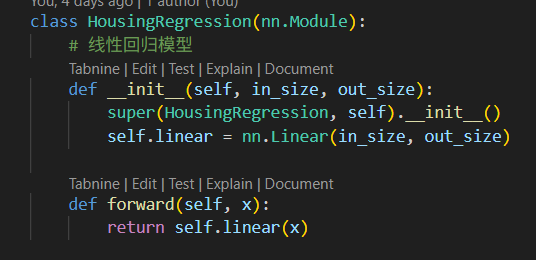 You, 4 days ago | 1 author (You)
class HousingRegression(nn.Module):
# 线性回归模型
Tabnine | Edit | Test | Explain | Document
def __init__(self, in_size, out_size):
super(HousingRegression, self).__init__()
self.linear = nn.Linear(in_size, out_size)
Tabnine | Edit | Test | Explain | Document
def forward(self, x):
return self.linear(x)